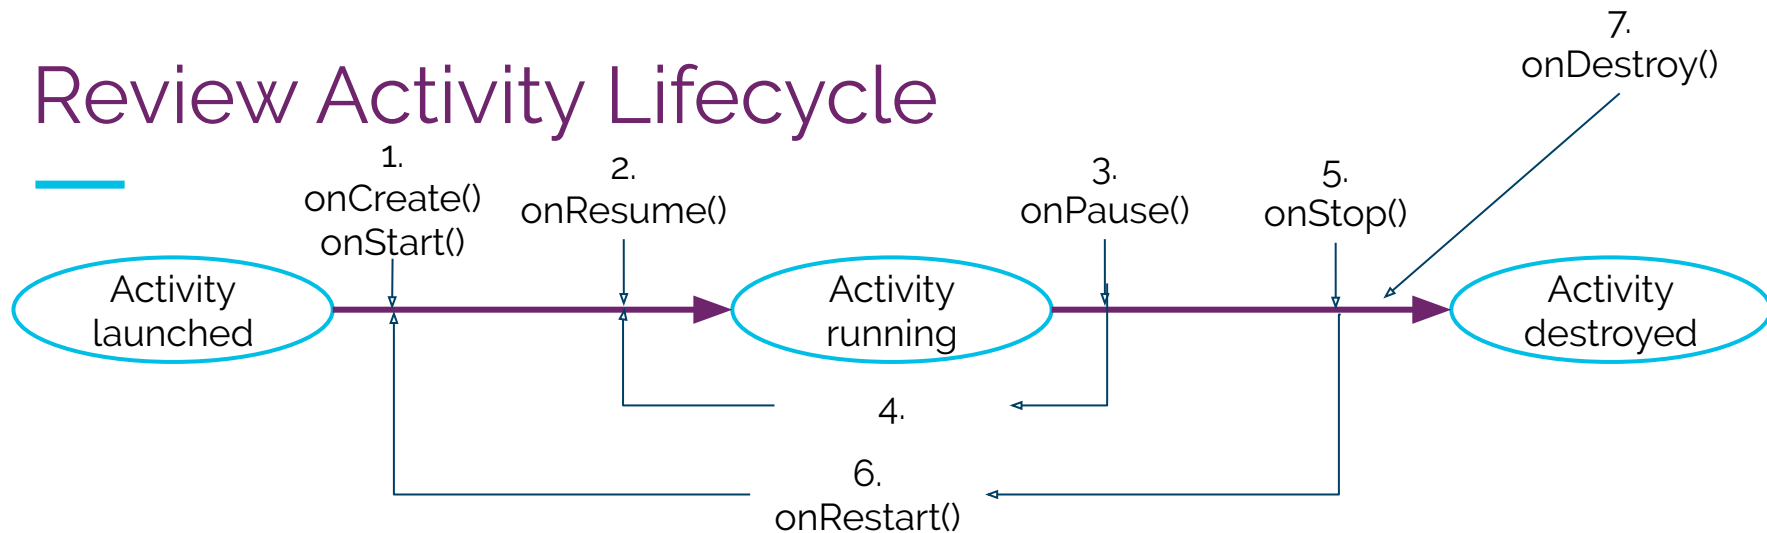 Review Activity Lifecycle
1.
onCreate()
onStart()
2.
onResume()
3.
onPause()
5.
onStop()
7.
onDestroy()
Activity
launched
Activity
running
Activity
destroyed
4.
6.
onRestart()